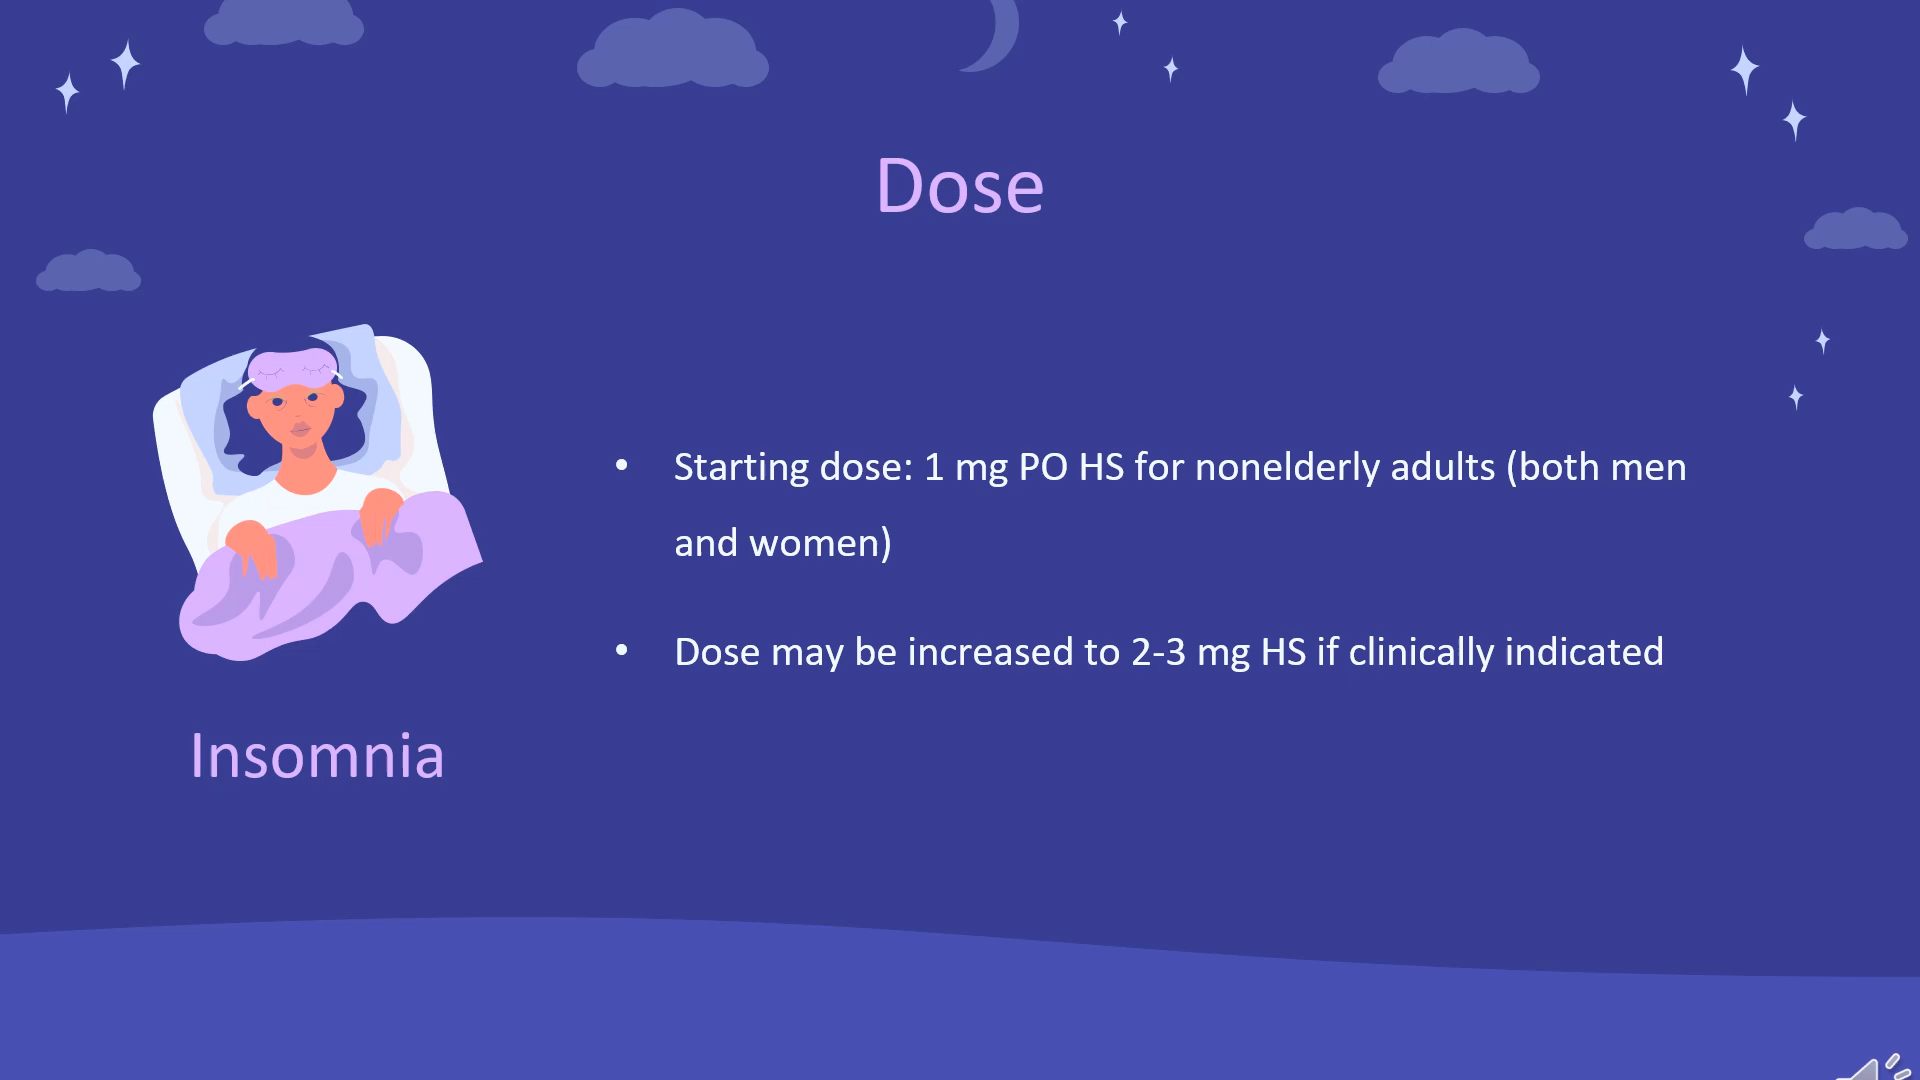 Dose
• Starting dose: 1 mg PO HS for nonelderly adults (both men
and women)
• Dose may be increased to 2-3 mg HS if clinically indicated
Insomnia